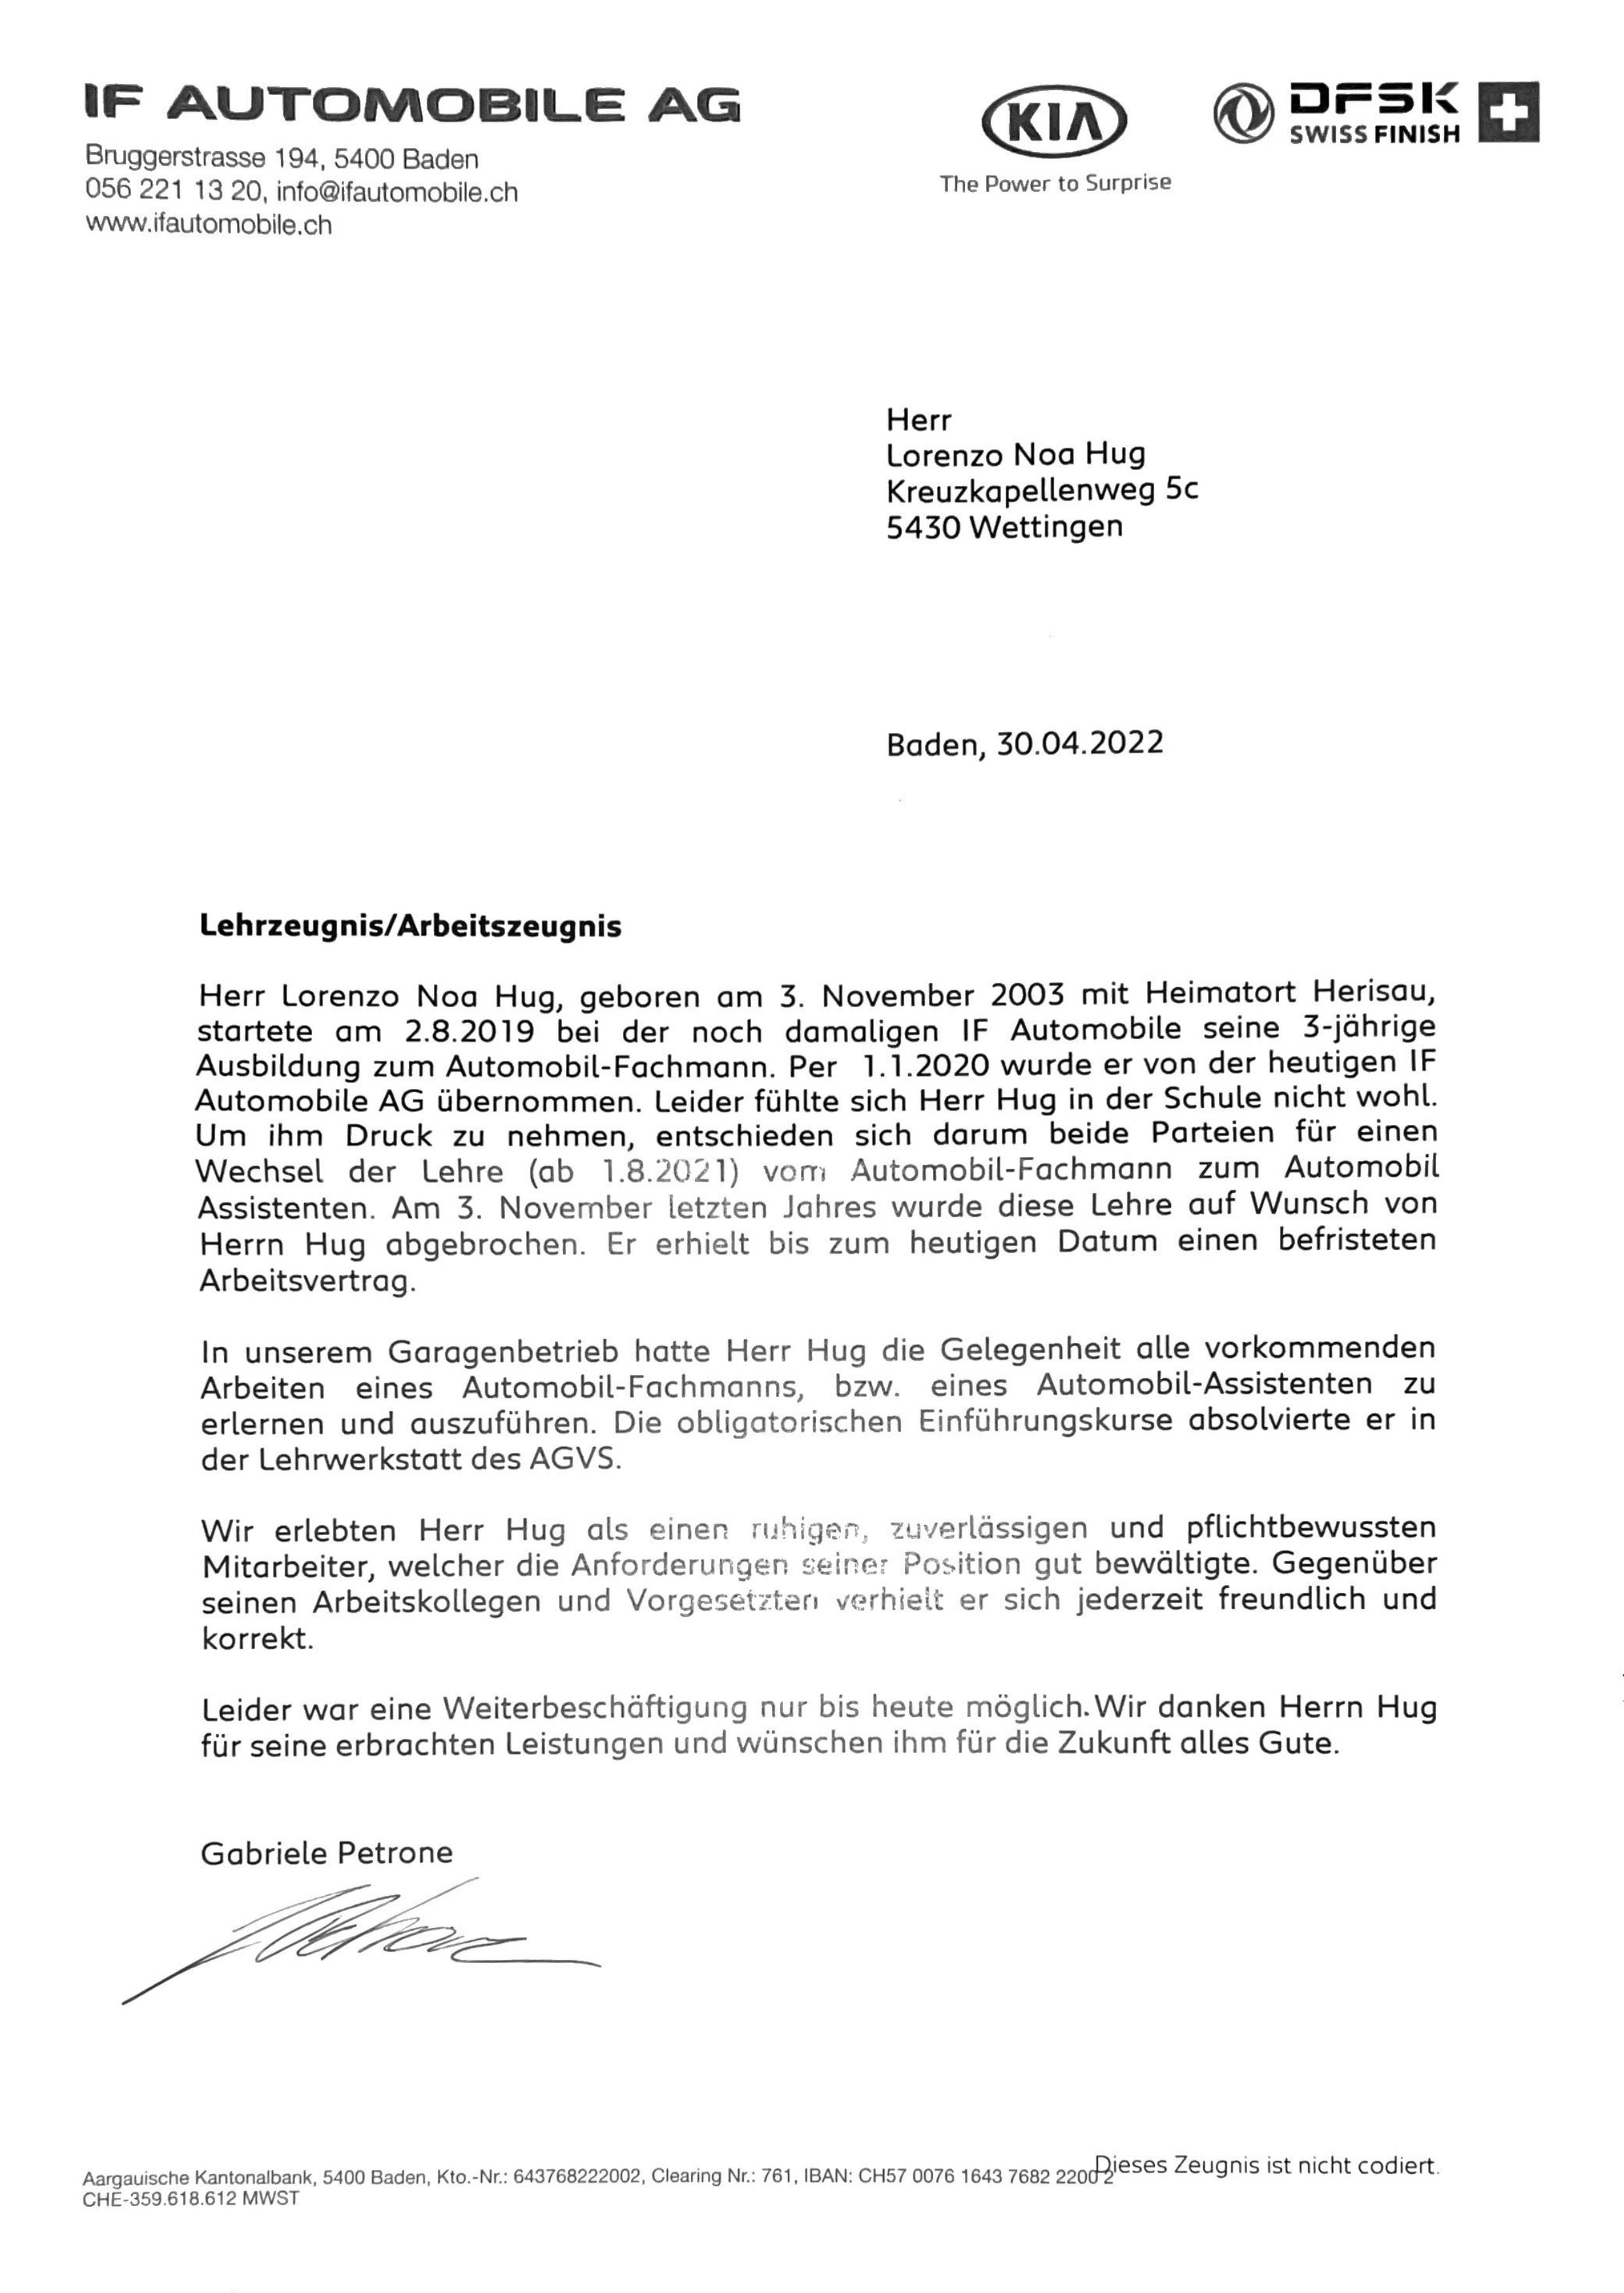 IF AUTOMOBILE AG
Bruggerstrasse 194, 5400 Baden
056 221 13 20, info@ifautomobile.ch
www.ifautomobile.ch
KIA
The Power to Surprise
DFSK
SWISS FINISH
Herr
Lorenzo Noa Hug
Kreuzkapellenweg 5c
5430 Wettingen
Baden, 30.04.2022
Lehrzeugnis/Arbeitszeugnis
Herr Lorenzo Noa Hug, geboren am 3. November 2003 mit Heimatort Herisau,
startete am 2.8.2019 bei der noch damaligen IF Automobile seine 3-jährige
Ausbildung zum Automobil-Fachmann. Per 1.1.2020 wurde er von der heutigen IF
Automobile AG übernommen. Leider fühlte sich Herr Hug in der Schule nicht wohl.
Um ihm Druck zu nehmen, entschieden sich darum beide Parteien für einen
Wechsel der Lehre (ab 1.8.2021) vom Automobil-Fachmann zum Automobil
Assistenten. Am 3. November letzten Jahres wurde diese Lehre auf Wunsch von
Herrn Hug abgebrochen. Er erhielt bis zum heutigen Datum einen befristeten
Arbeitsvertrag.
In unserem Garagenbetrieb hatte Herr Hug die Gelegenheit alle vorkommenden
Arbeiten eines Automobil-Fachmanns, bzw. eines Automobil-Assistenten zu
erlernen und auszuführen. Die obligatorischen Einführungskurse absolvierte er in
der Lehrwerkstatt des AGVS.
Wir erlebten Herr Hug als einen ruhigen, zuverlässigen und pflichtbewussten
Mitarbeiter, welcher die Anforderungen seiner Position gut bewältigte. Gegenüber
seinen Arbeitskollegen und Vorgesetzten verhielt er sich jederzeit freundlich und
korrekt.
Leider war eine Weiterbeschäftigung nur bis heute möglich.Wir danken Herrn Hug
für seine erbrachten Leistungen und wünschen ihm für die Zukunft alles Gute.
Gabriele Petrone
Petrone
Aargauische Kantonalbank, 5400 Baden, Kto.-Nr.: 643768222002, Clearing Nr.: 761, IBAN: CH57 0076 1643 7682 2200 2
Dieses Zeugnis ist nicht codiert.
CHE-359.618.612 MWST